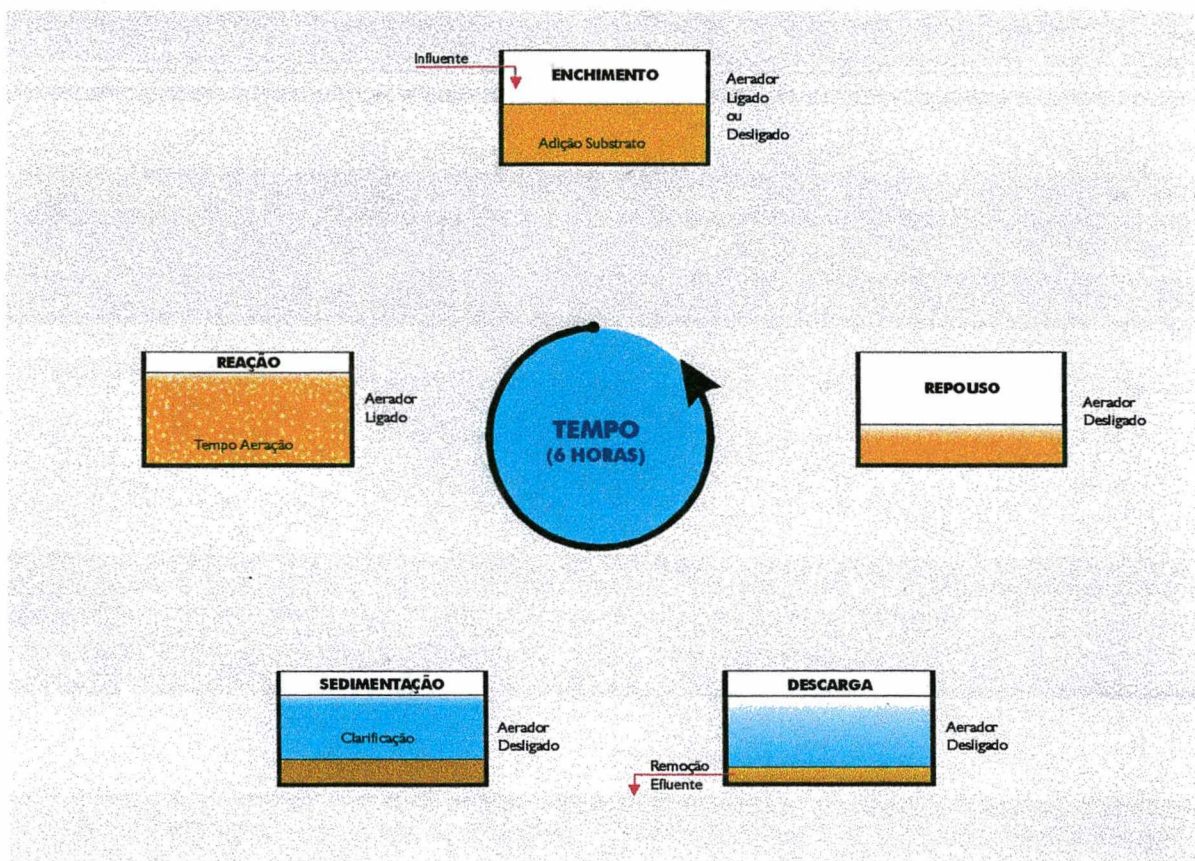 Influente
ENCHIMENTO
Adição Substrato
Aerador
Ligado
ou
Desligado
REAÇÃO
Tempo Aeração
Aerador
Ligado
TEMPO
(6 HORAS)
REPOUSO
Aerador
Desligado
SEDIMENTAÇÃO
Clarificação
Aerador
Desligado
DESCARGA
Aerador
Desligado
Remoção
Efluente